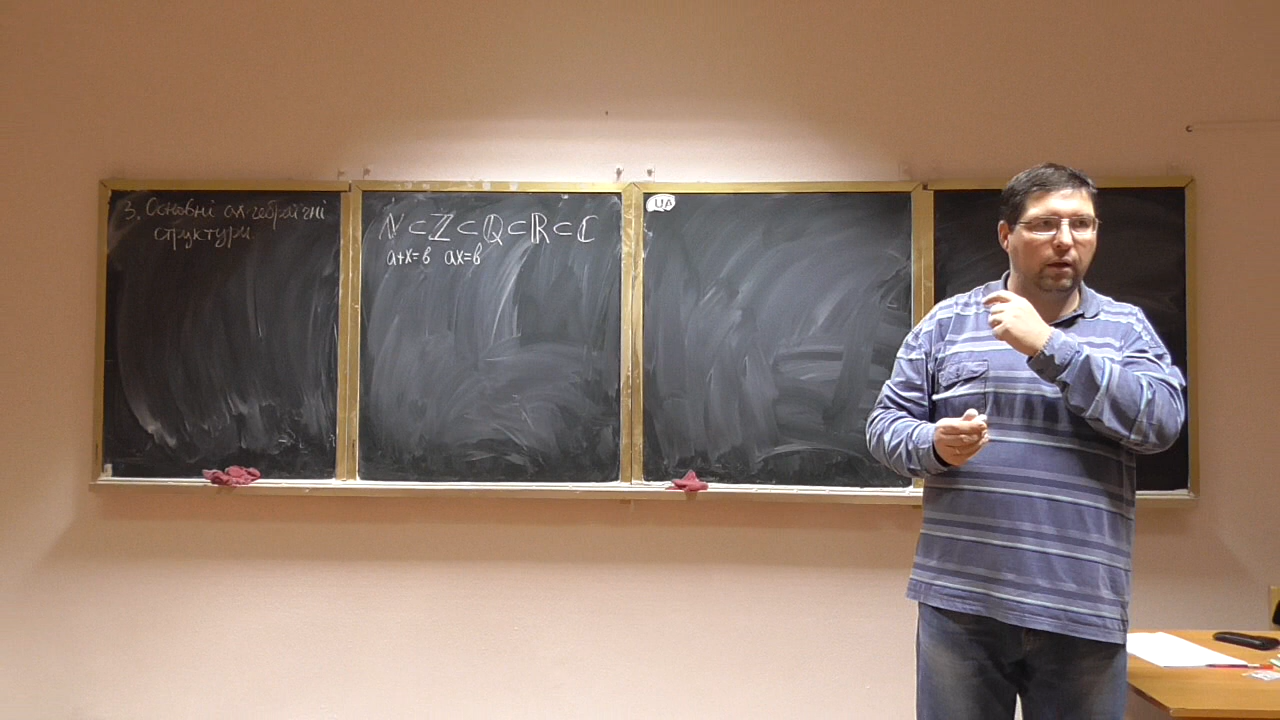 3. Основні алгебраїчні
структури.
ℕ⊂ℤ⊂ℚ⊂ℝ⊂ℂ
a+x=b ax=b
UA